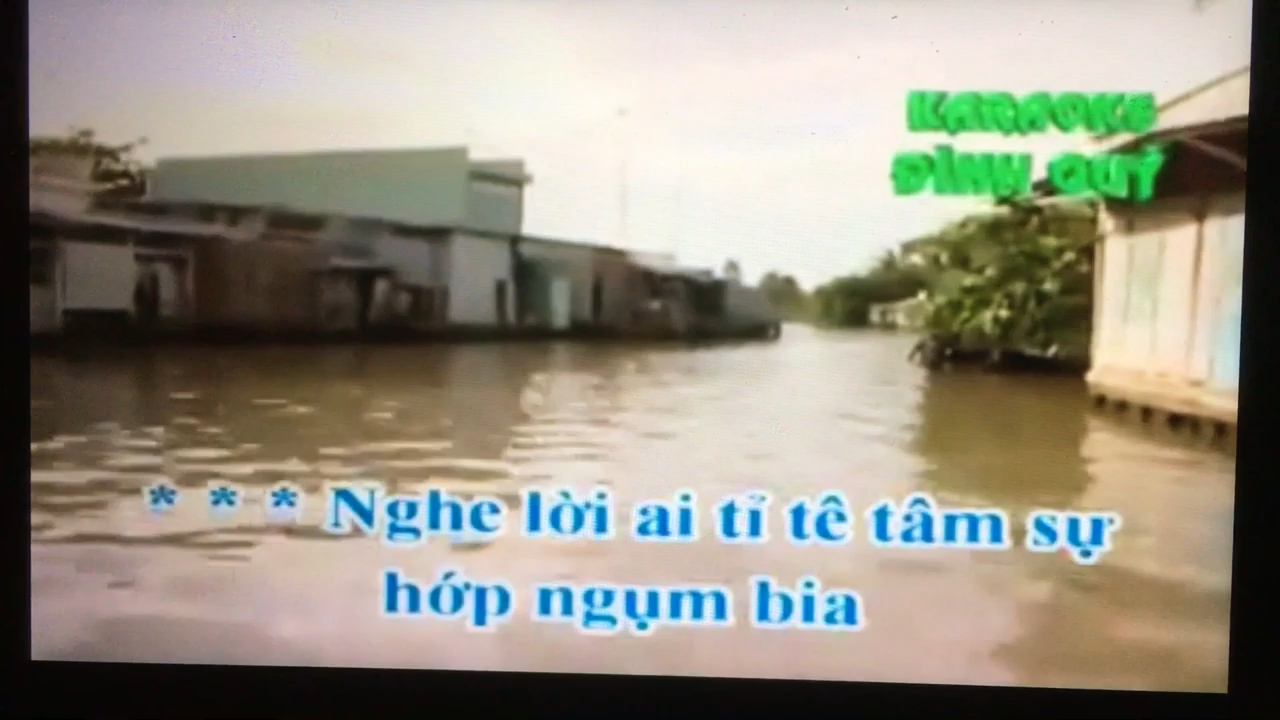 KARAOKE
ĐÌNH QUÝ
* * * Nghe lời ai tỉ tê tâm sự
hớp ngụm bia